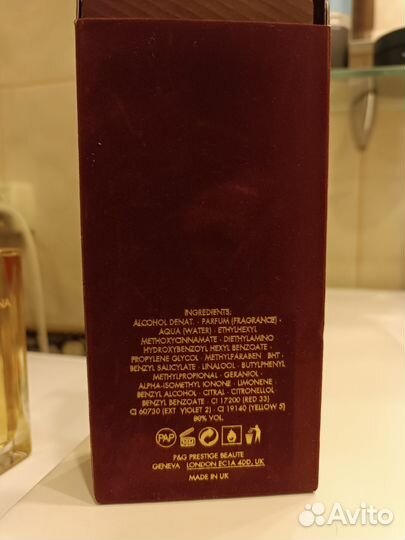 INGREDIENTS:
ALCOHOL DENAT. · PARFUM (FRAGRANCE) ·
AQUA (WATER) · ETHYLHEXYL
METHOXYCINNAMATE · DIETHYLAMINO
HYDROXYBENZOYL HEXYL BENZOATE ·
PROPYLENE GLYCOL · METHYLPARABEN · BHT ·
BENZYL SALICYLATE · LINALOOL · BUTYLPHENYL
METHYLPROPIONAL · GERANIOL ·
ALPHA-ISOMETHYL IONONE · LIMONENE ·
BENZYL ALCOHOL · CITRAL · CITRONELLOL ·
BENZYL BENZOATE · CI 17200 (RED 33) ·
CI 60730 (EXT VIOLET 2) · CI 19140 (YELLOW 5)
80% VOL.
PAP
P&G PRESTIGE BEAUTE
GENEVA LONDON EC1A 4DD, UK
MADE IN UK
NA
Avito